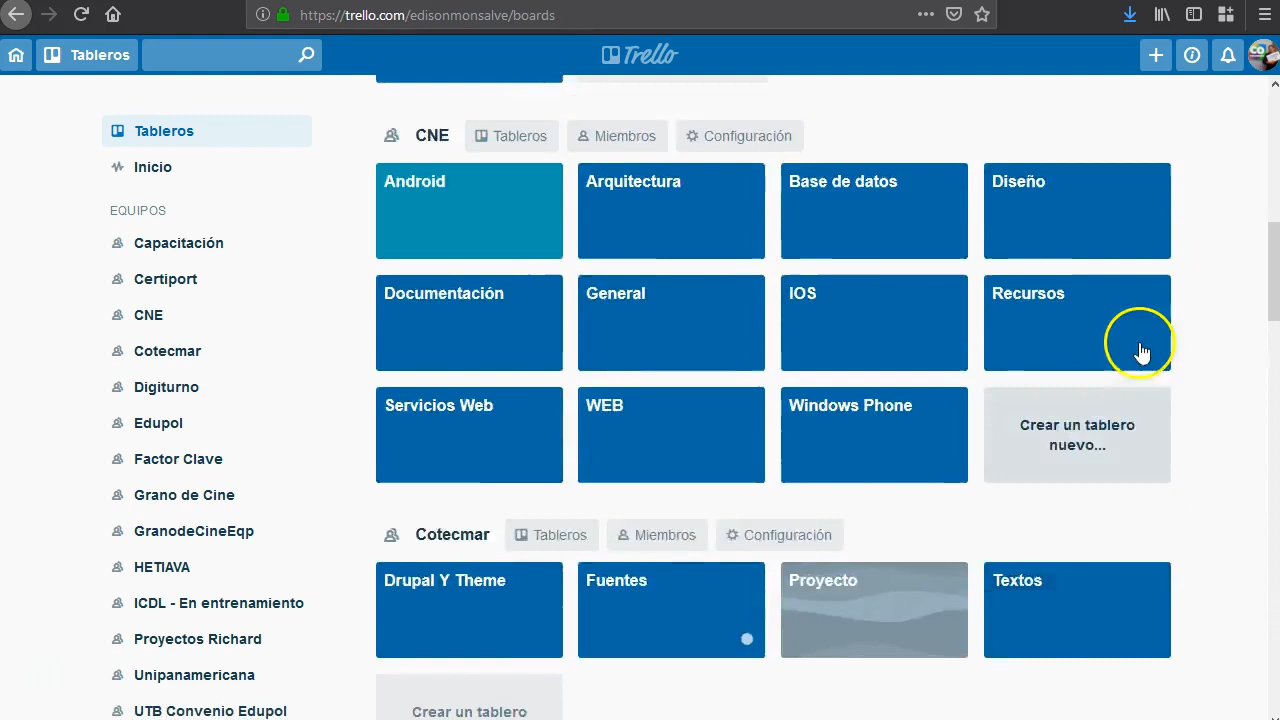 https://trello.com/edisonmonsalve/boards
Tableros
Trello
Tableros
Inicio
EQUIPOS
Capacitación
Certiport
CNE
Cotecmar
Digiturno
Edupol
Factor Clave
Grano de Cine
GranodeCineEqp
HETIAVA
ICDL - En entrenamiento
Proyectos Richard
Unipanamericana
UTB Convenio Edupol
CNE Tableros Miembros Configuración
Android Arquitectura Base de datos Diseño
Documentación General IOS Recursos
Servicios Web WEB Windows Phone
Crear un tablero
nuevo...
Cotecmar Tableros Miembros Configuración
Drupal Y Theme Fuentes Proyecto Textos
Crear un tablero